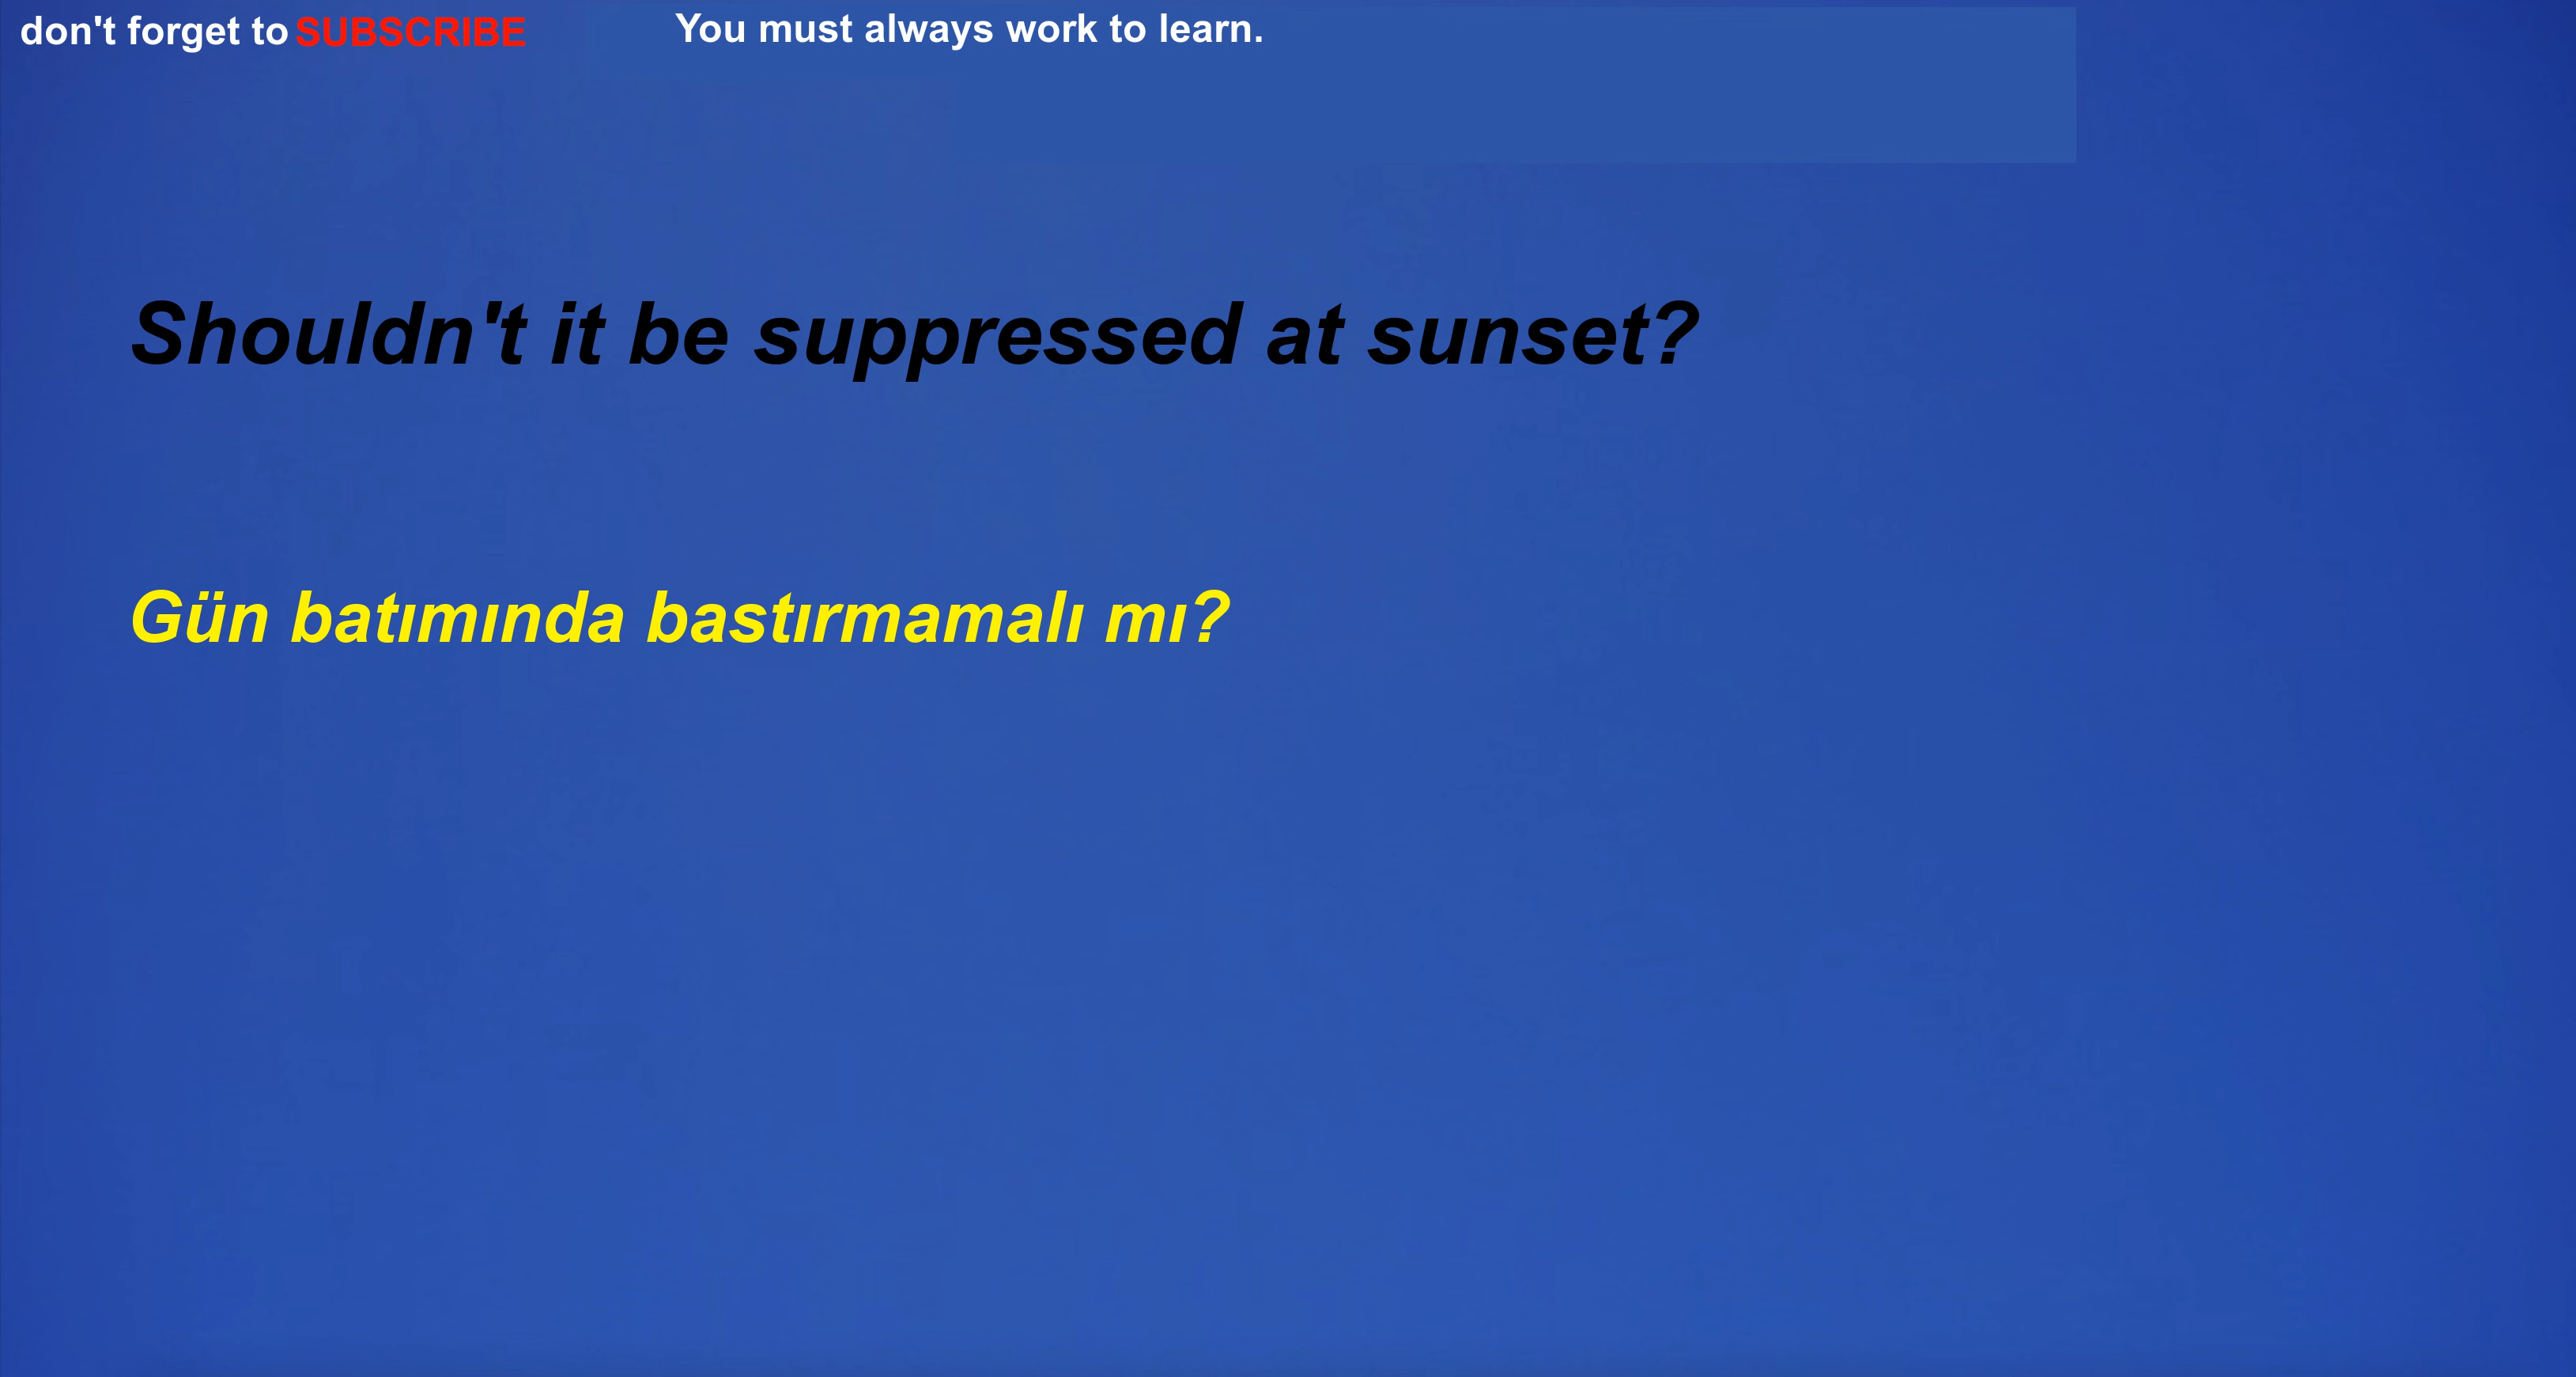 don't forget to SUBSCRIBE You must always work to learn.
Shouldn't it be suppressed at sunset?
Gün batımında bastırmamalı mı?